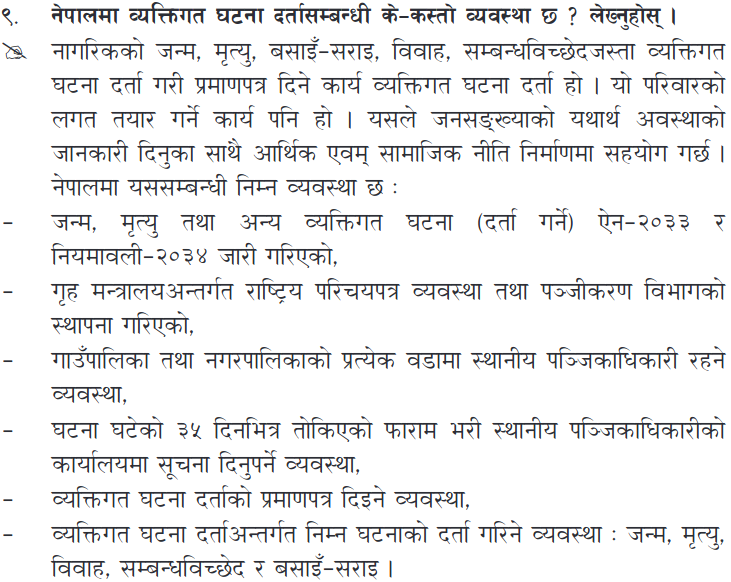 ९. नेपालमा व्यक्तिगत घटना दर्तासम्बन्धी के-कस्तो व्यवस्था छ ? लेख्नुहोस् ।
नागरिकको जन्म, मृत्यु, बसाइँ-सराइ, विवाह, सम्बन्धविच्छेदजस्ता व्यक्तिगत
घटना दर्ता गरी प्रमाणपत्र दिने कार्य व्यक्तिगत घटना दर्ता हो । यो परिवारको
लगत तयार गर्ने कार्य पनि हो । यसले जनसङ्ख्याको यथार्थ अवस्थाको
जानकारी दिनुका साथै आर्थिक एवम् सामाजिक नीति निर्माणमा सहयोग गर्छ ।
नेपालमा यससम्बन्धी निम्न व्यवस्था छ :
- जन्म, मृत्यु तथा अन्य व्यक्तिगत घटना (दर्ता गर्ने) ऐन-२०३३ र
नियमावली-२०३४ जारी गरिएको,
- गृह मन्त्रालयअन्तर्गत राष्ट्रिय परिचयपत्र व्यवस्था तथा पञ्जीकरण विभागको
स्थापना गरिएको,
- गाउँपालिका तथा नगरपालिकाको प्रत्येक वडामा स्थानीय पञ्जिकाधिकारी रहने
व्यवस्था,
- घटना घटेको ३५ दिनभित्र तोकिएको फाराम भरी स्थानीय पञ्जिकाधिकारीको
कार्यालयमा सूचना दिनुपर्ने व्यवस्था,
- व्यक्तिगत घटना दर्ताको प्रमाणपत्र दिइने व्यवस्था,
- व्यक्तिगत घटना दर्ताअन्तर्गत निम्न घटनाको दर्ता गरिने व्यवस्था : जन्म, मृत्यु,
विवाह, सम्बन्धविच्छेद र बसाइँ-सराइ ।